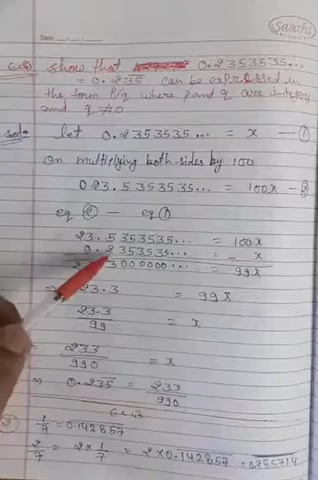 Saathi
Date
show that 0.2353535...
= 0.235 can be expressed in
the form P/q where p and q are integers
and q ≠ 0
let 0.2353535... = x — ①
On multiplying both sides by 100
023.5353535... = 100x — ②
eq ② — eq ①
23.5353535... = 100x
0.2353535... = - x
3000000... = 99x
23.3 = 99x
23.3/99 = x
233/990 = x
⇒ 0.235 = 233/990
1/7 = 0.142857
2/7 = 2×1/7 = 2×0.142857 = 0.285714